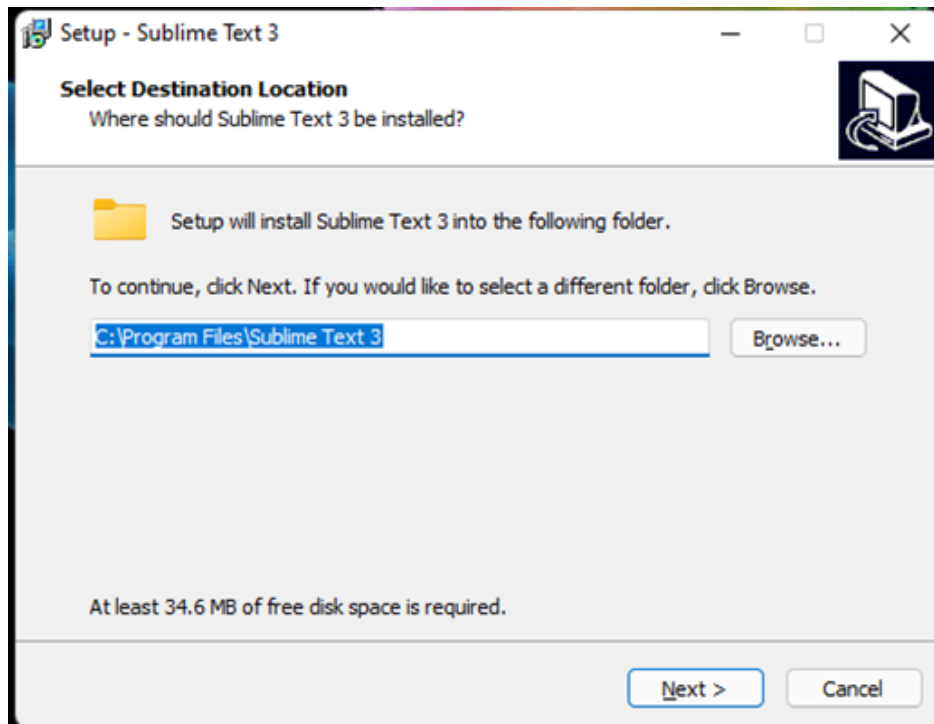 Setup - Sublime Text 3
Select Destination Location
Where should Sublime Text 3 be installed?
Setup will install Sublime Text 3 into the following folder.
To continue, click Next. If you would like to select a different folder, click Browse.
C:\Program Files\Sublime Text 3
Browse...
At least 34.6 MB of free disk space is required.
Next >
Cancel